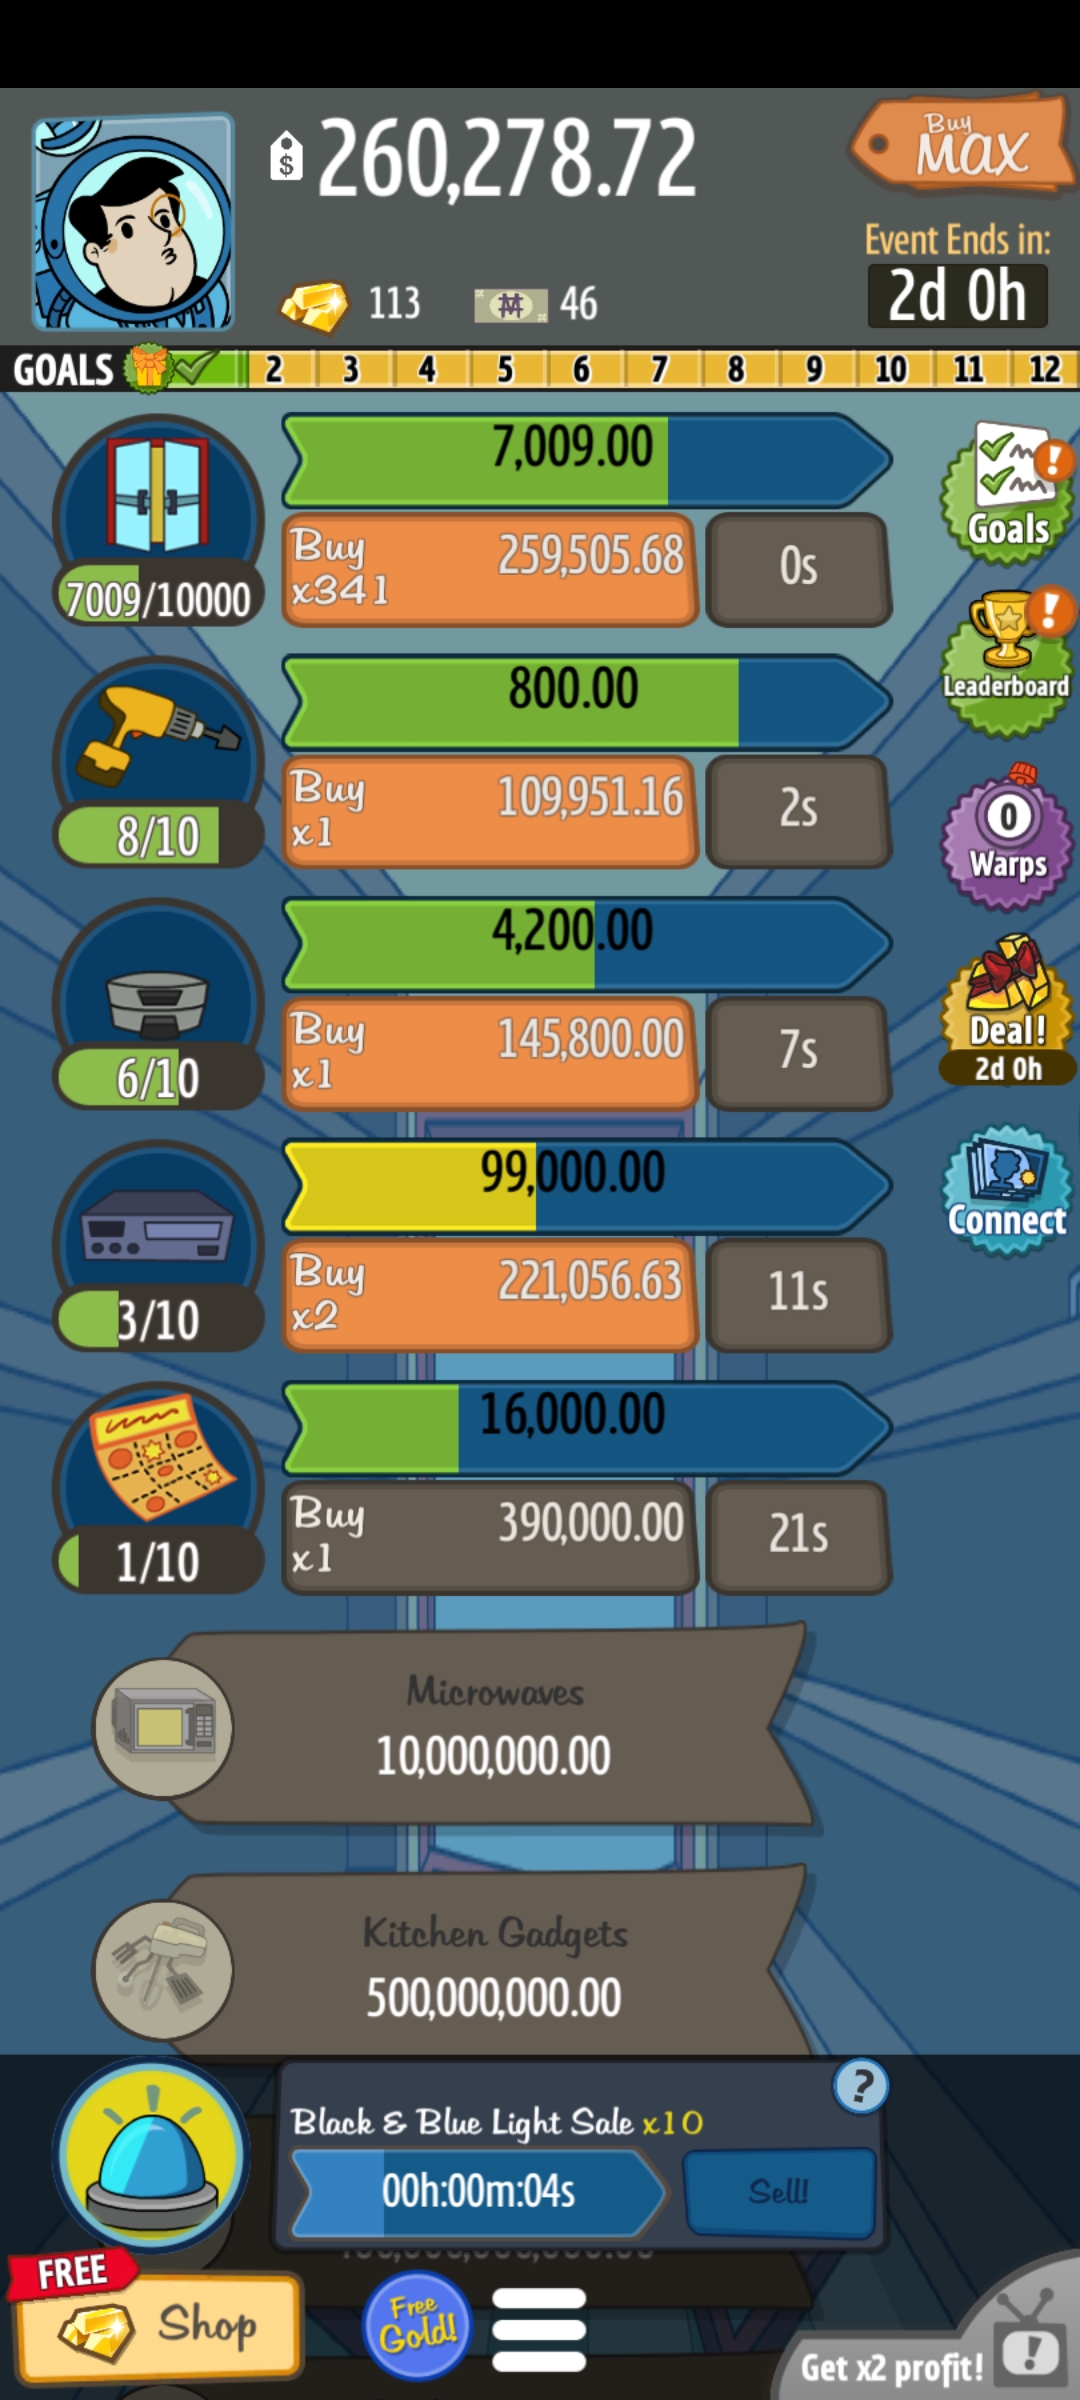 $ 260,278.72
Buy
MAX
113
46
Event Ends in:
2d 0h
GOALS 2 3 4 5 6 7 8 9 10 11 12
7,009.00
Buy
x341
259,505.68
0s
7009/10000
Goals
800.00
Buy
x1
109,951.16
2s
8/10
Leaderboard
4,200.00
Buy
x1
145,800.00
7s
6/10
0
Warps
99,000.00
Buy
x2
221,056.63
11s
3/10
Deal!
2d 0h
16,000.00
Buy
x1
390,000.00
21s
1/10
Connect
Microwaves
10,000,000.00
Kitchen Gadgets
500,000,000.00
?
Black & Blue Light Sale x10
00h:00m:04s
Sell!
FREE
Shop
Free
Gold!
Get x2 profit!